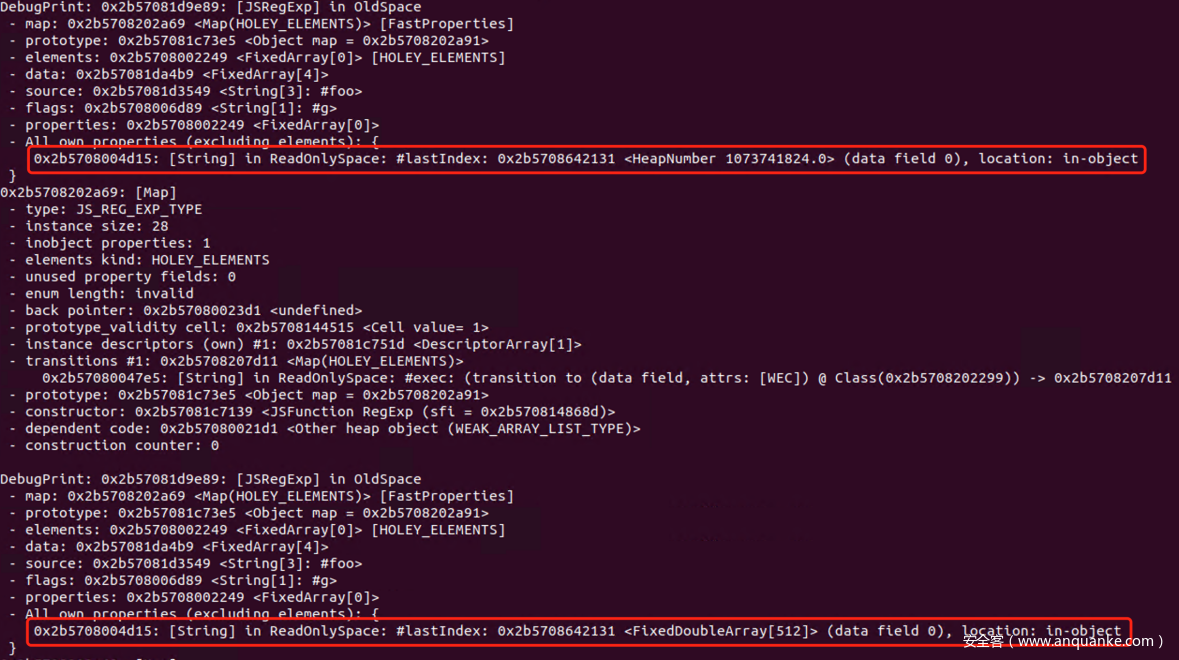 DebugPrint: 0x2b57081d9e89: [JSRegExp] in OldSpace
- map: 0x2b5708202a69 <Map(HOLEY_ELEMENTS)> [FastProperties]
- prototype: 0x2b57081c73e5 <Object map = 0x2b5708202a91>
- elements: 0x2b5708002249 <FixedArray[0]> [HOLEY_ELEMENTS]
- data: 0x2b57081da4b9 <FixedArray[4]>
- source: 0x2b57081d3549 <String[3]: #foo>
- flags: 0x2b5708006d89 <String[1]: #g>
- properties: 0x2b5708002249 <FixedArray[0]>
- All own properties (excluding elements): {
0x2b5708004d15: [String] in ReadOnlySpace: #lastIndex: 0x2b5708642131 <HeapNumber 1073741824.0> (data field 0), location: in-object
}
0x2b5708202a69: [Map]
- type: JS_REG_EXP_TYPE
- instance size: 28
- inobject properties: 1
- elements kind: HOLEY_ELEMENTS
- unused property fields: 0
- enum length: invalid
- back pointer: 0x2b57080023d1 <undefined>
- prototype_validity cell: 0x2b5708144515 <Cell value= 1>
- instance descriptors (own) #1: 0x2b57081c751d <DescriptorArray[1]>
- transitions #1: 0x2b5708207d11 <Map(HOLEY_ELEMENTS)>
0x2b57080047e5: [String] in ReadOnlySpace: #exec: (transition to (data field, attrs: [WEC]) @ Class(0x2b5708202299)) -> 0x2b5708207d11
- prototype: 0x2b57081c73e5 <Object map = 0x2b5708202a91>
- constructor: 0x2b57081c7139 <JSFunction RegExp (sfi = 0x2b570814868d)>
- dependent code: 0x2b57080021d1 <Other heap object (WEAK_ARRAY_LIST_TYPE)>
- construction counter: 0
DebugPrint: 0x2b57081d9e89: [JSRegExp] in OldSpace
- map: 0x2b5708202a69 <Map(HOLEY_ELEMENTS)> [FastProperties]
- prototype: 0x2b57081c73e5 <Object map = 0x2b5708202a91>
- elements: 0x2b5708002249 <FixedArray[0]> [HOLEY_ELEMENTS]
- data: 0x2b57081da4b9 <FixedArray[4]>
- source: 0x2b57081d3549 <String[3]: #foo>
- flags: 0x2b5708006d89 <String[1]: #g>
- properties: 0x2b5708002249 <FixedArray[0]>
- All own properties (excluding elements): {
0x2b5708004d15: [String] in ReadOnlySpace: #lastIndex: 0x2b5708642131 <FixedDoubleArray[512]> (data field 0), location: in-object
}
安全客（www.anquanke.com）